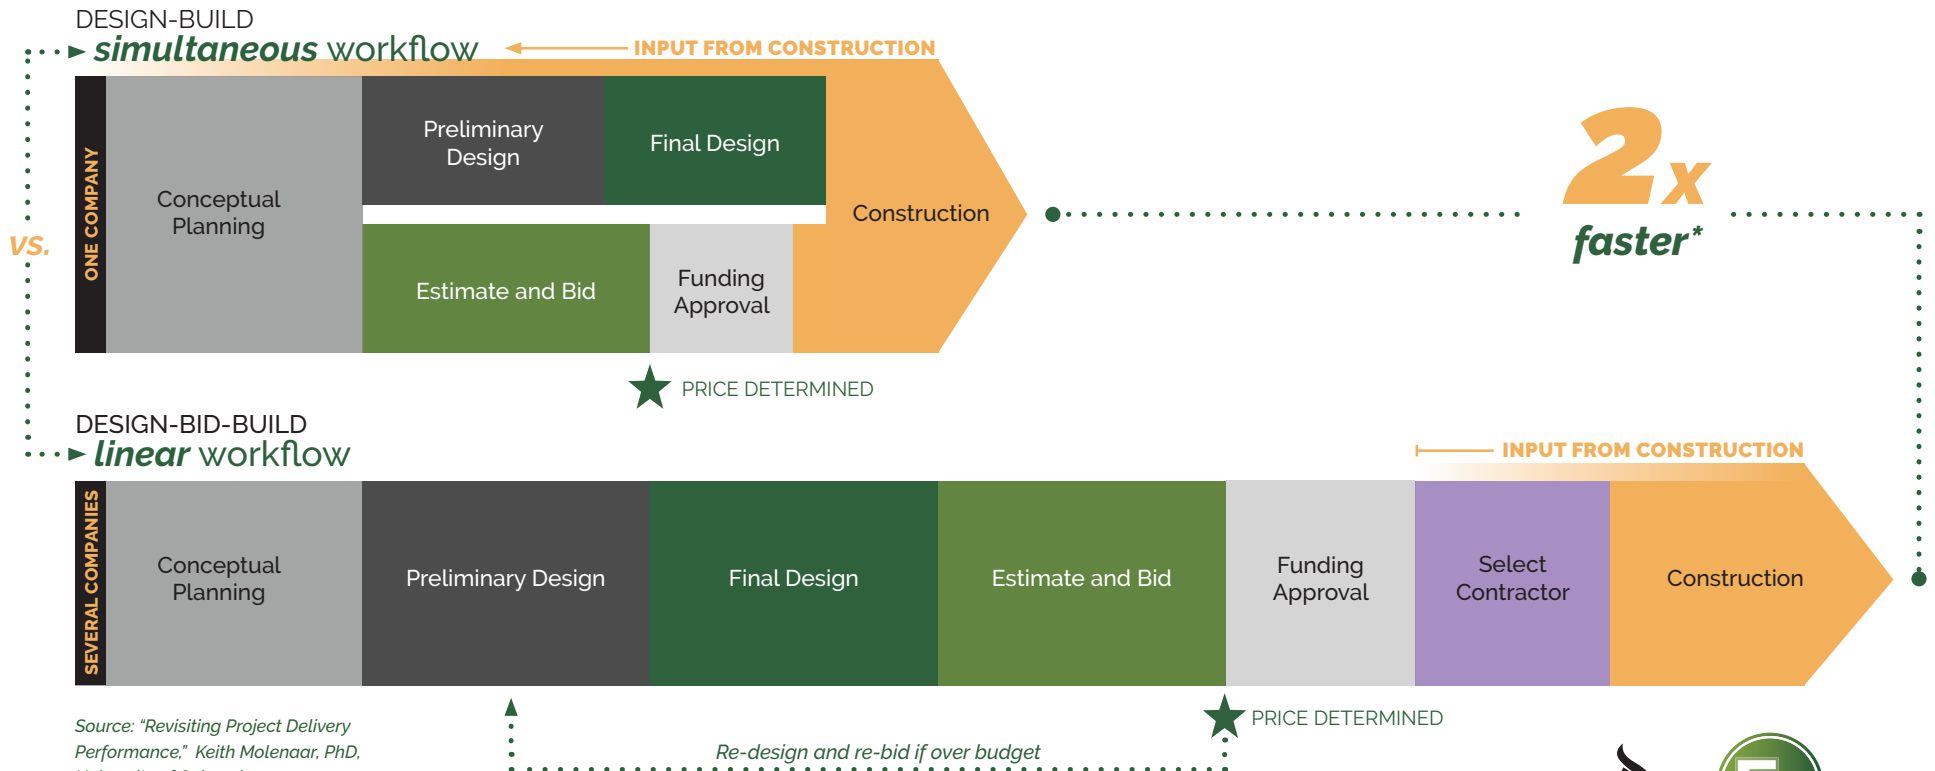 DESIGN-BUILD
simultaneous workflow
INPUT FROM CONSTRUCTION
ONE COMPANY
Conceptual
Planning
Preliminary
Design
Final Design
Estimate and Bid
Funding
Approval
Construction
PRICE DETERMINED
vs.
2x
faster*
DESIGN-BID-BUILD
linear workflow
INPUT FROM CONSTRUCTION
SEVERAL COMPANIES
Conceptual
Planning
Preliminary Design
Final Design
Estimate and Bid
Funding
Approval
Select
Contractor
Construction
PRICE DETERMINED
Re-design and re-bid if over budget
Source: “Revisiting Project Delivery
Performance,” Keith Molenaar, PhD,